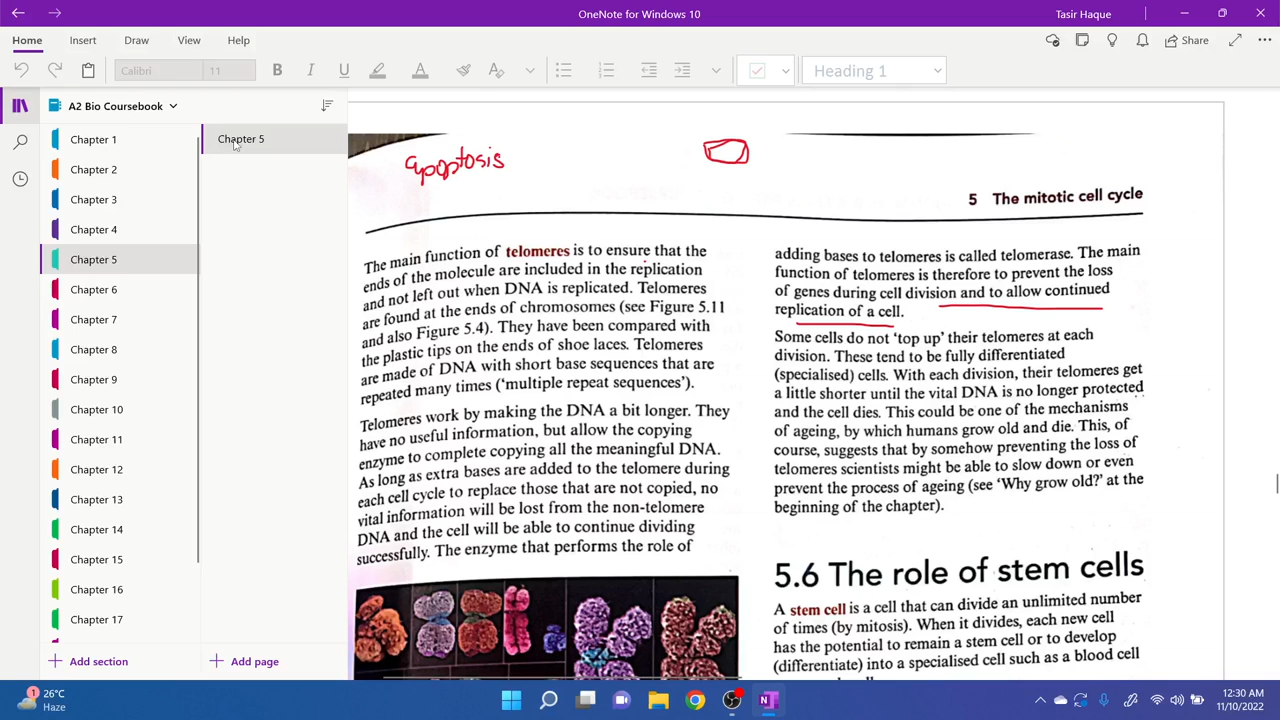 OneNote for Windows 10
Tasir Haque
Home
Insert
Draw
View
Help
Share
Calibri
11
B
I
U
A
Heading 1
A2 Bio Coursebook
Chapter 1
Chapter 2
Chapter 3
Chapter 4
Chapter 5
Chapter 6
Chapter 7
Chapter 8
Chapter 9
Chapter 10
Chapter 11
Chapter 12
Chapter 13
Chapter 14
Chapter 15
Chapter 16
Chapter 17
Add section
Chapter 5
Add page
apoptosis
5 The mitotic cell cycle
The main function of telomeres is to ensure that the
ends of the molecule are included in the replication
and not left out when DNA is replicated. Telomeres
are found at the ends of chromosomes (see Figure 5.11
and also Figure 5.4). They have been compared with
the plastic tips on the ends of shoe laces. Telomeres
are made of DNA with short base sequences that are
repeated many times ('multiple repeat sequences').
Telomeres work by making the DNA a bit longer. They
have no useful information, but allow the copying
enzyme to complete copying all the meaningful DNA.
As long as extra bases are added to the telomere during
each cell cycle to replace those that are not copied, no
vital information will be lost from the non-telomere
DNA and the cell will be able to continue dividing
successfully. The enzyme that performs the role of
adding bases to telomeres is called telomerase. The main
function of telomeres is therefore to prevent the loss
of genes during cell division and to allow continued
replication of a cell.
Some cells do not 'top up' their telomeres at each
division. These tend to be fully differentiated
(specialised) cells. With each division, their telomeres get
a little shorter until the vital DNA is no longer protected
and the cell dies. This could be one of the mechanisms
of ageing, by which humans grow old and die. This, of
course, suggests that by somehow preventing the loss of
telomeres scientists might be able to slow down or even
prevent the process of ageing (see 'Why grow old?' at the
beginning of the chapter).
5.6 The role of stem cells
A stem cell is a cell that can divide an unlimited number
of times (by mitosis). When it divides, each new cell
has the potential to remain a stem cell or to develop
(differentiate) into a specialised cell such as a blood cell
1
26°C
Haze
12:30 AM
11/10/2022